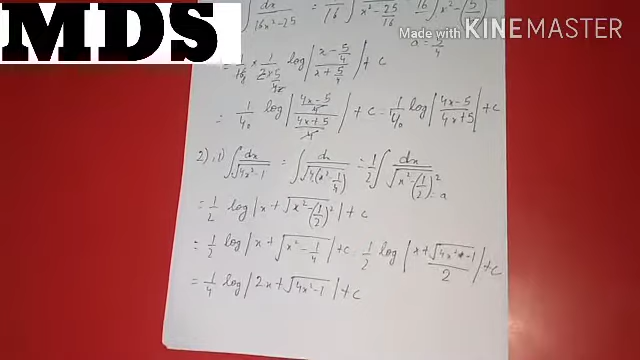 MDS
Made with KINEMASTER
∫ dx/(16x²-25) = 1/16 ∫ /(x² - 25/16) 16 ∫ x² - (5
a = 5/4
= 1/16 × 1/(2×5/4) log | (x - 5/4)/(x + 5/4) | + c
= 1/40 log | ((4x-5)/4)/((4x+5)/4) | + c = 1/40 log | (4x-5)/(4x+5) | + c
2) i) ∫ dx/√(4x²-1) = ∫ dx/√(4(x²-1/4)) = 1/2 ∫ dx/√(x²-(1/2)²) = a
= 1/2 log | x + √(x²-(1/2)²) | + c
= 1/2 log | x + √(x² - 1/4) | + c = 1/2 log | (x + √(4x²-1))/2 | + c
= 1/4 log | 2x + √(4x²-1) | + c